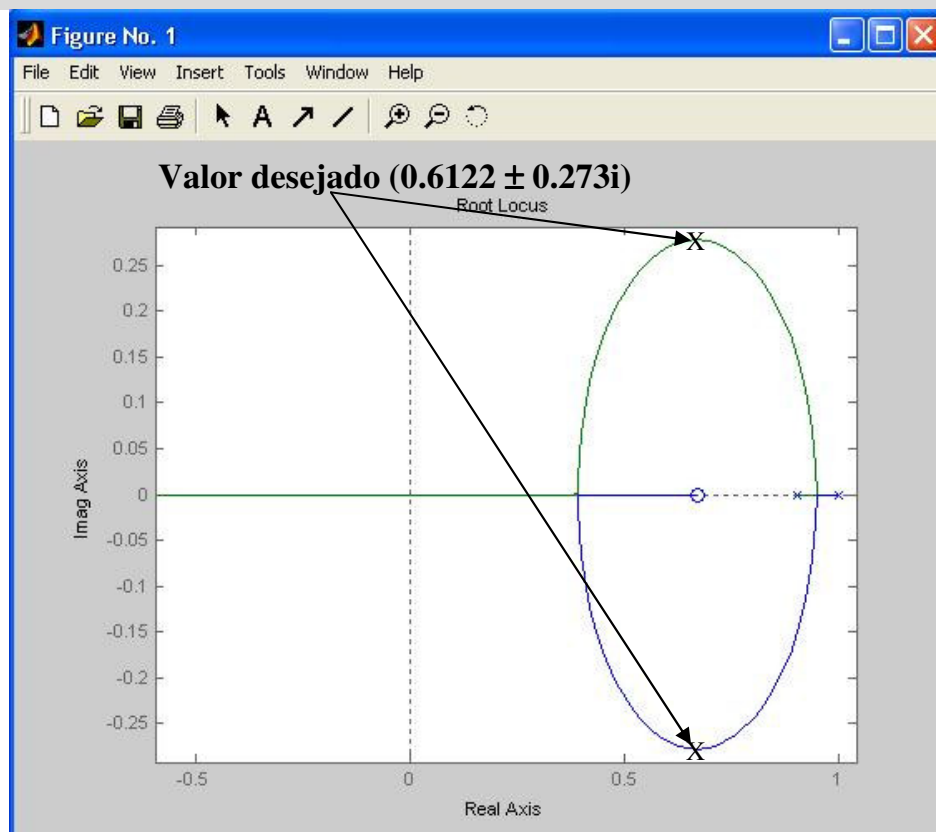 Figure No. 1
File Edit View Insert Tools Window Help
A
Valor desejado (0.6122 ± 0.273i)
Root Locus
X
0.25
0.2
0.15
0.1
0.05
0
-0.05
-0.1
-0.15
-0.2
-0.25
Imag Axis
X
-0.5 0 0.5 1
Real Axis